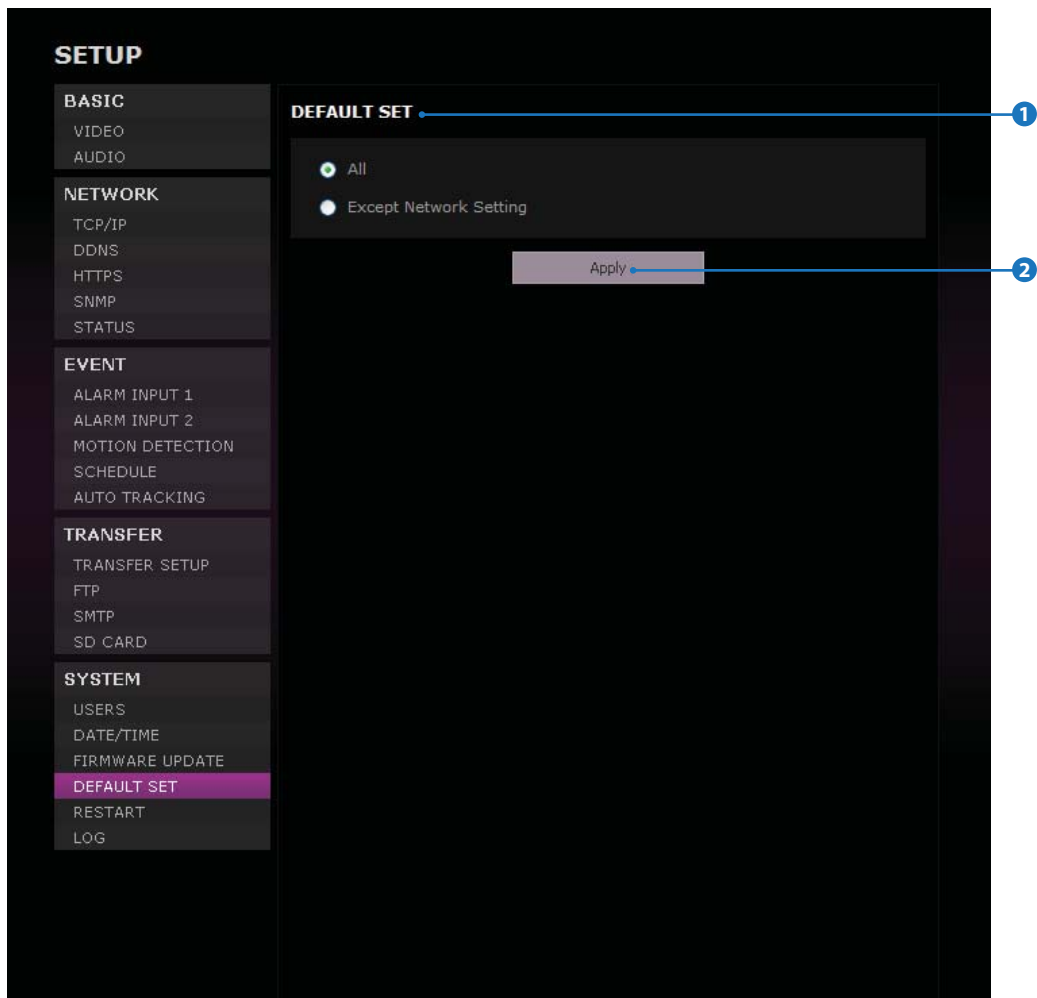 SETUP
BASIC
VIDEO
AUDIO
NETWORK
TCP/IP
DDNS
HTTPS
SNMP
STATUS
EVENT
ALARM INPUT 1
ALARM INPUT 2
MOTION DETECTION
SCHEDULE
AUTO TRACKING
TRANSFER
TRANSFER SETUP
FTP
SMTP
SD CARD
SYSTEM
USERS
DATE/TIME
FIRMWARE UPDATE
DEFAULT SET
RESTART
LOG
DEFAULT SET
1
All
Except Network Setting
Apply
2